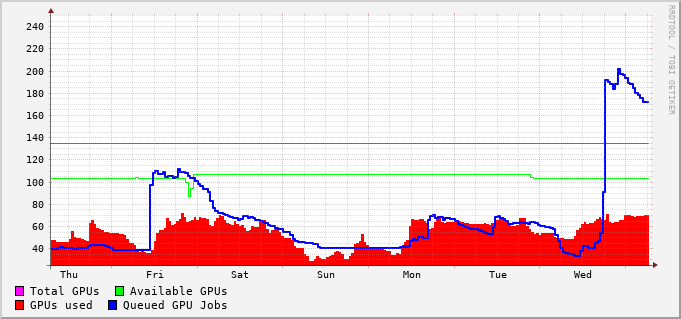 240
220
200
180
160
140
120
100
80
60
40
Thu Fri Sat Sun Mon Tue Wed
Total GPUs Available GPUs
GPUs used Queued GPU Jobs
RRDTOOL / TOBI OETIKER